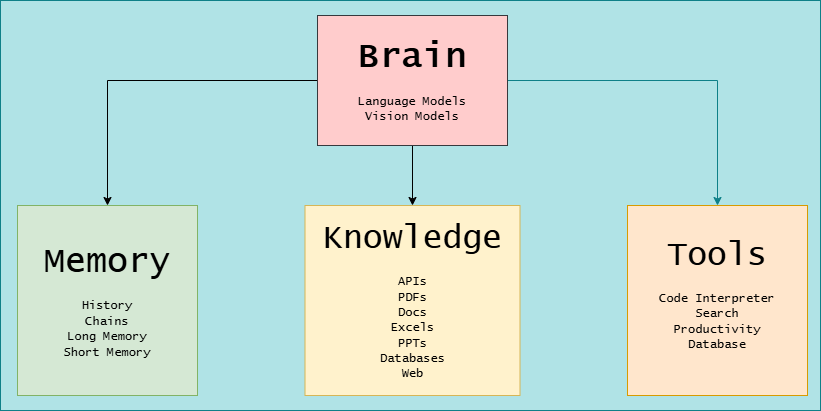 Brain
Language Models
Vision Models
Memory
History
Chains
Long Memory
Short Memory
Knowledge
APIs
PDFs
Docs
Excels
PPTs
Databases
Web
Tools
Code Interpreter
Search
Productivity
Database